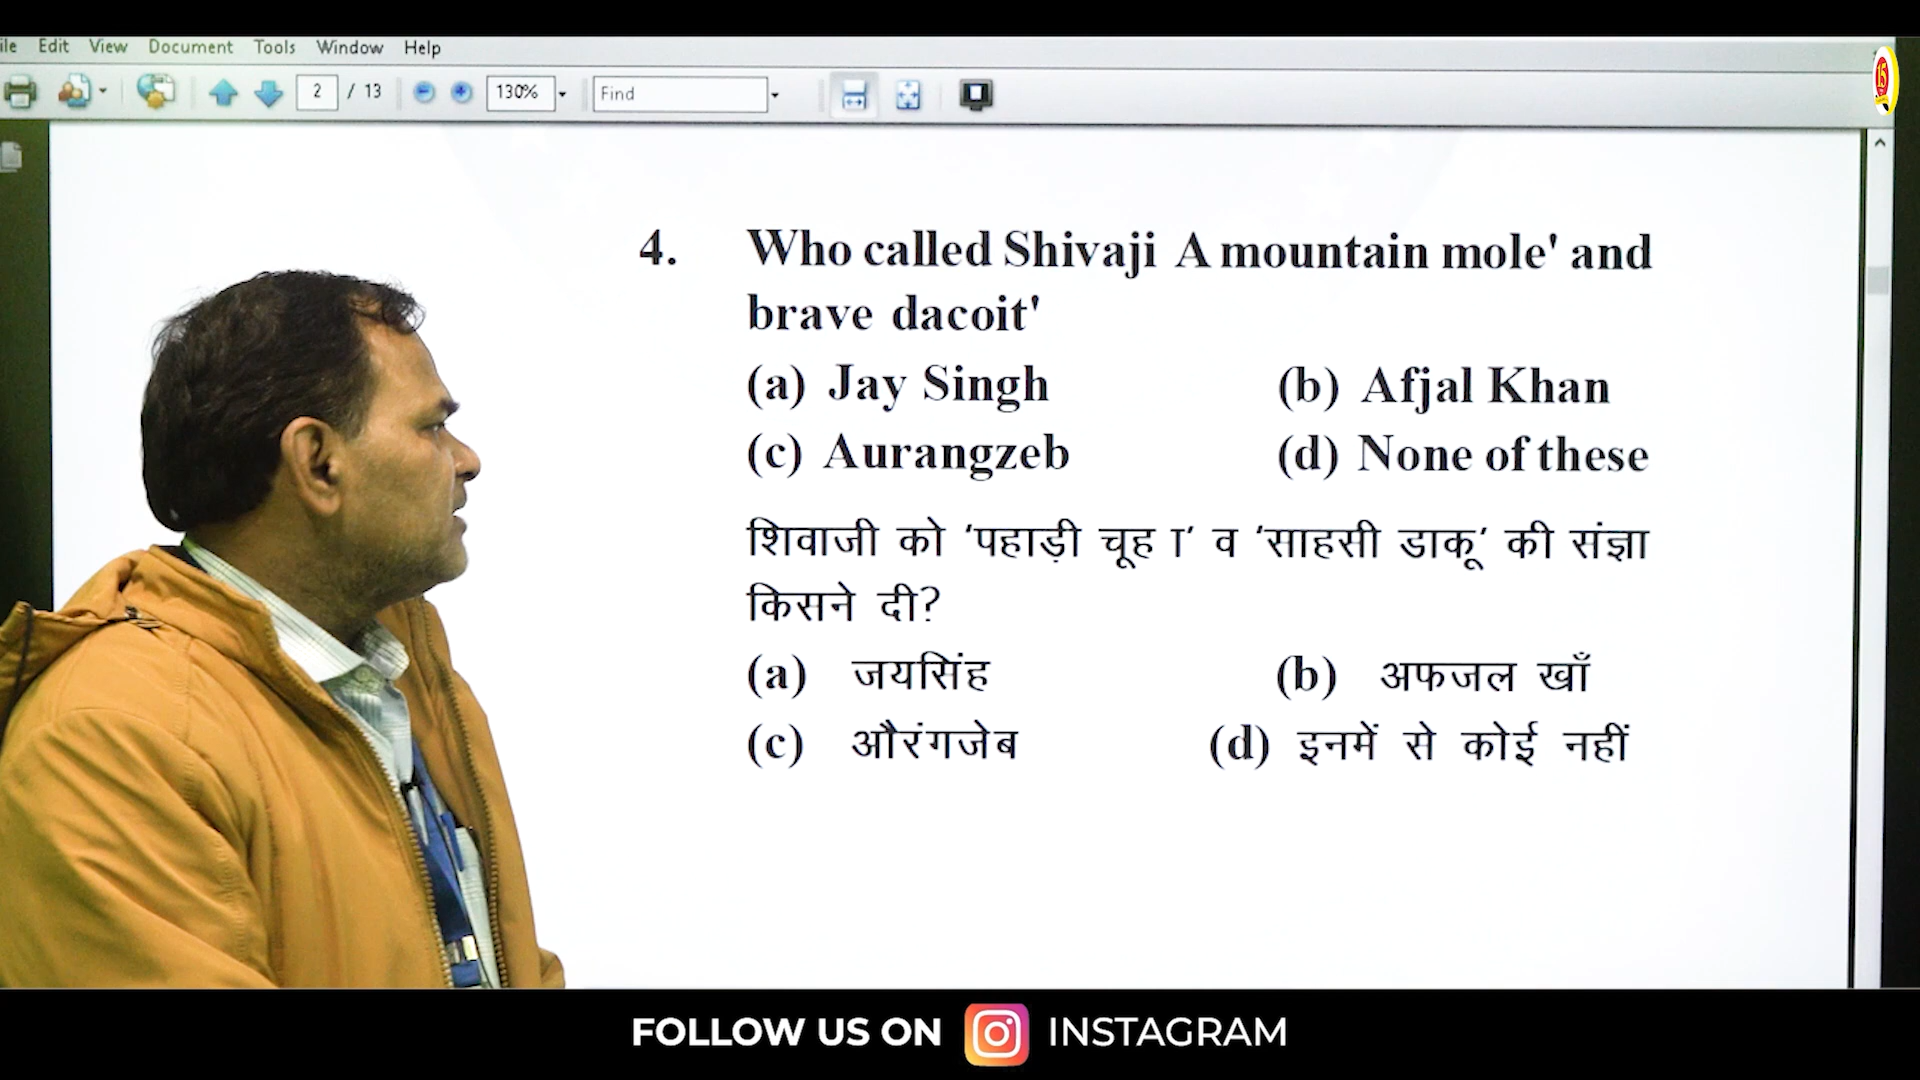 ile Edit View Document Tools Window Help
2 / 13 130% Find
4. Who called Shivaji A mountain mole' and
brave dacoit'
(a) Jay Singh (b) Afjal Khan
(c) Aurangzeb (d) None of these
शिवाजी को ‘पहाड़ी चूह ा’ व ‘साहसी डाकू’ की संज्ञा
किसने दी?
(a) जयसिंह (b) अफजल खाँ
(c) औरंगजेब (d) इनमें से कोई नहीं
FOLLOW US ON INSTAGRAM